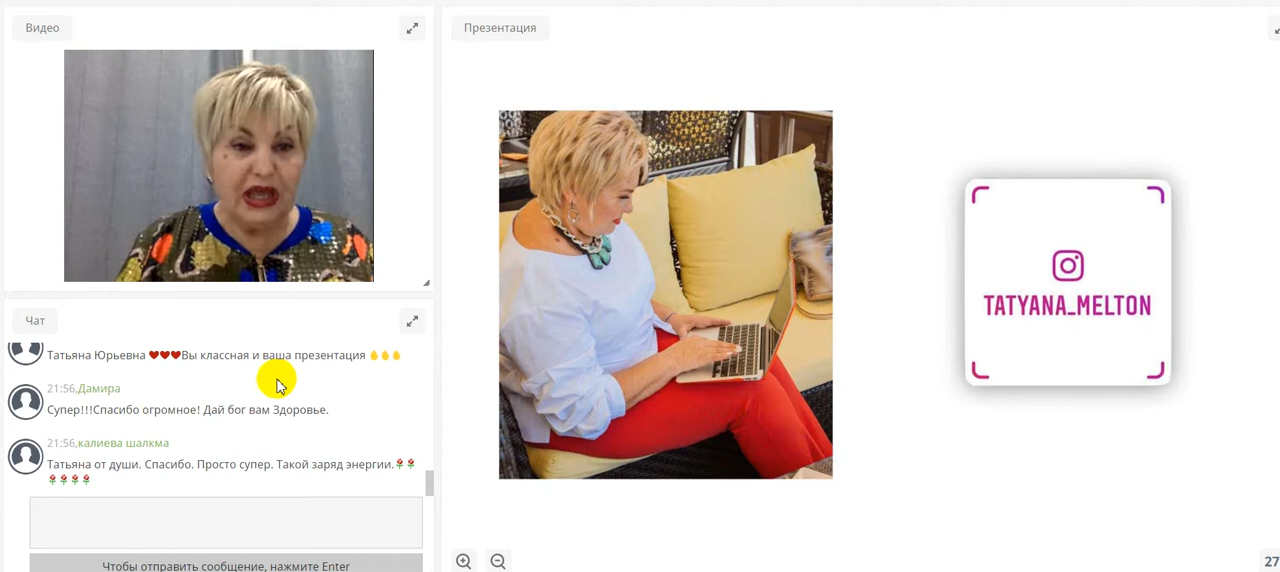 Видео
Презентация
TATYANA_MELTON
Чат
Татьяна Юрьевна ♥♥♥Вы классная и ваша презентация
21:56,Дамира
Супер!!!Спасибо огромное! Дай бог вам Здоровье.
21:56,калиева шалкма
Татьяна от души. Спасибо. Просто супер. Такой заряд энергии.🌹🌹
🌹🌹🌹🌹
Чтобы отправить сообщение, нажмите Enter
27